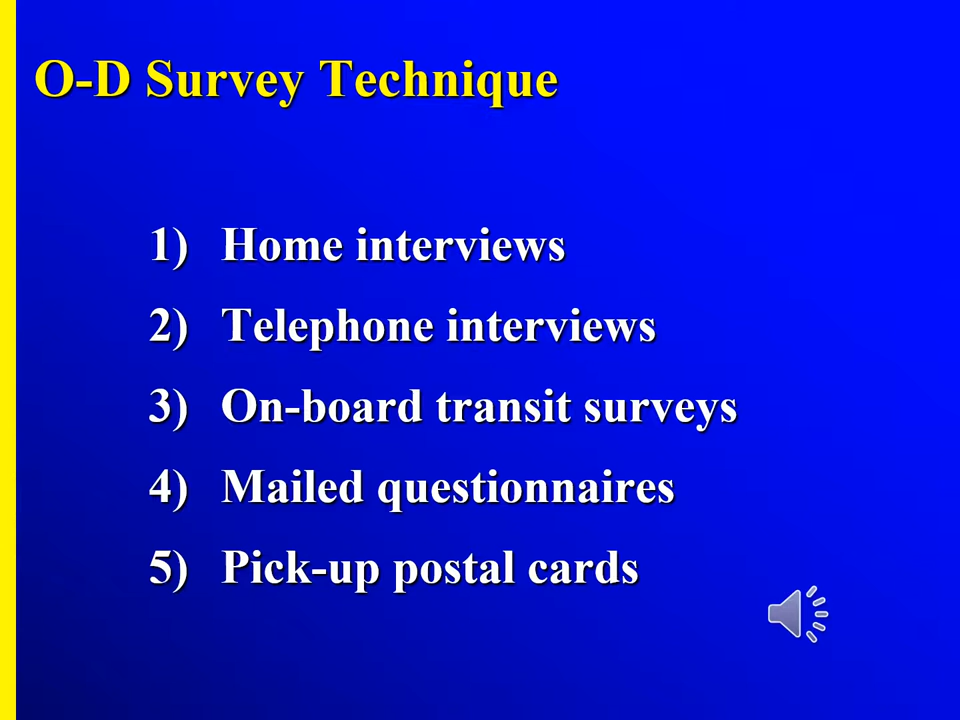 O-D Survey Technique
1) Home interviews
2) Telephone interviews
3) On-board transit surveys
4) Mailed questionnaires
5) Pick-up postal cards